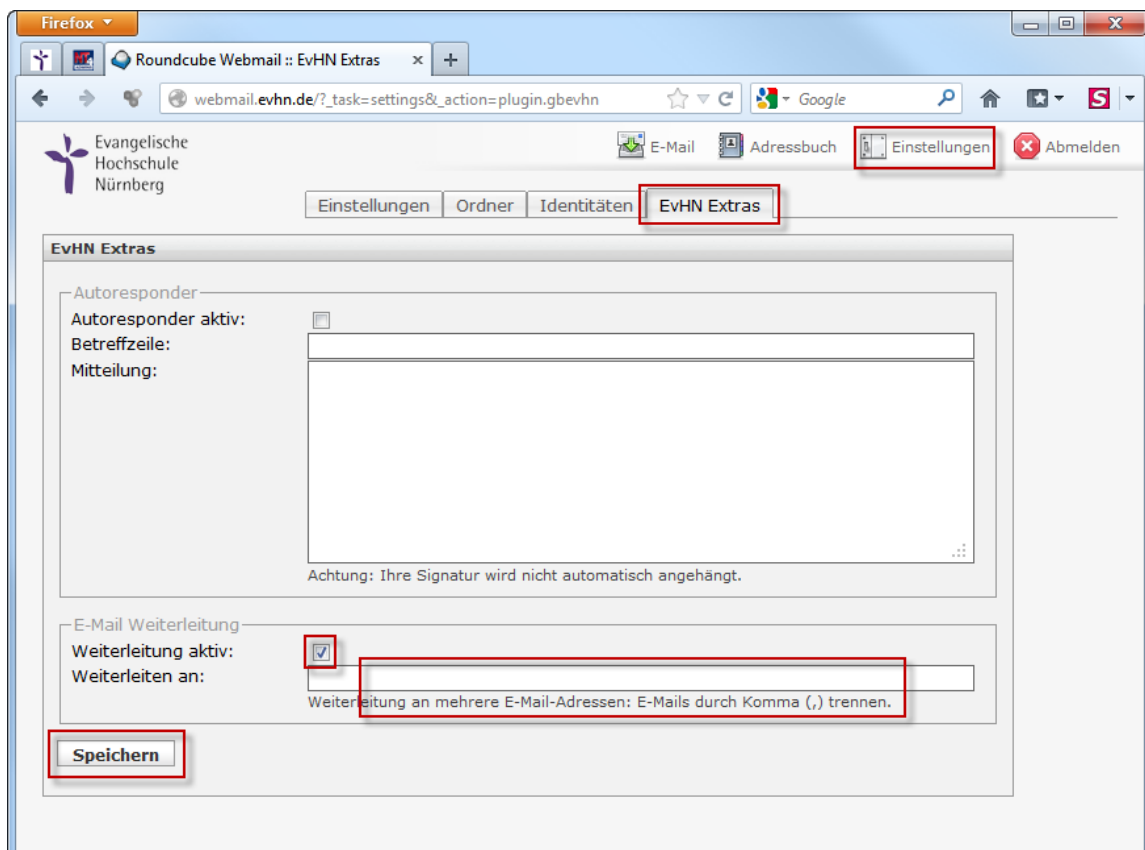 Firefox
Roundcube Webmail :: EvHN Extras
webmail.evhn.de/?_task=settings&_action=plugin.gbevhn
Google
Evangelische
Hochschule
Nürnberg
E-Mail Adressbuch Einstellungen Abmelden
Einstellungen Ordner Identitäten EvHN Extras
EvHN Extras
Autoresponder
Autoresponder aktiv:
Betreffzeile:
Mitteilung:
Achtung: Ihre Signatur wird nicht automatisch angehängt.
E-Mail Weiterleitung
Weiterleitung aktiv:
Weiterleiten an:
Weiterleitung an mehrere E-Mail-Adressen: E-Mails durch Komma (,) trennen.
Speichern